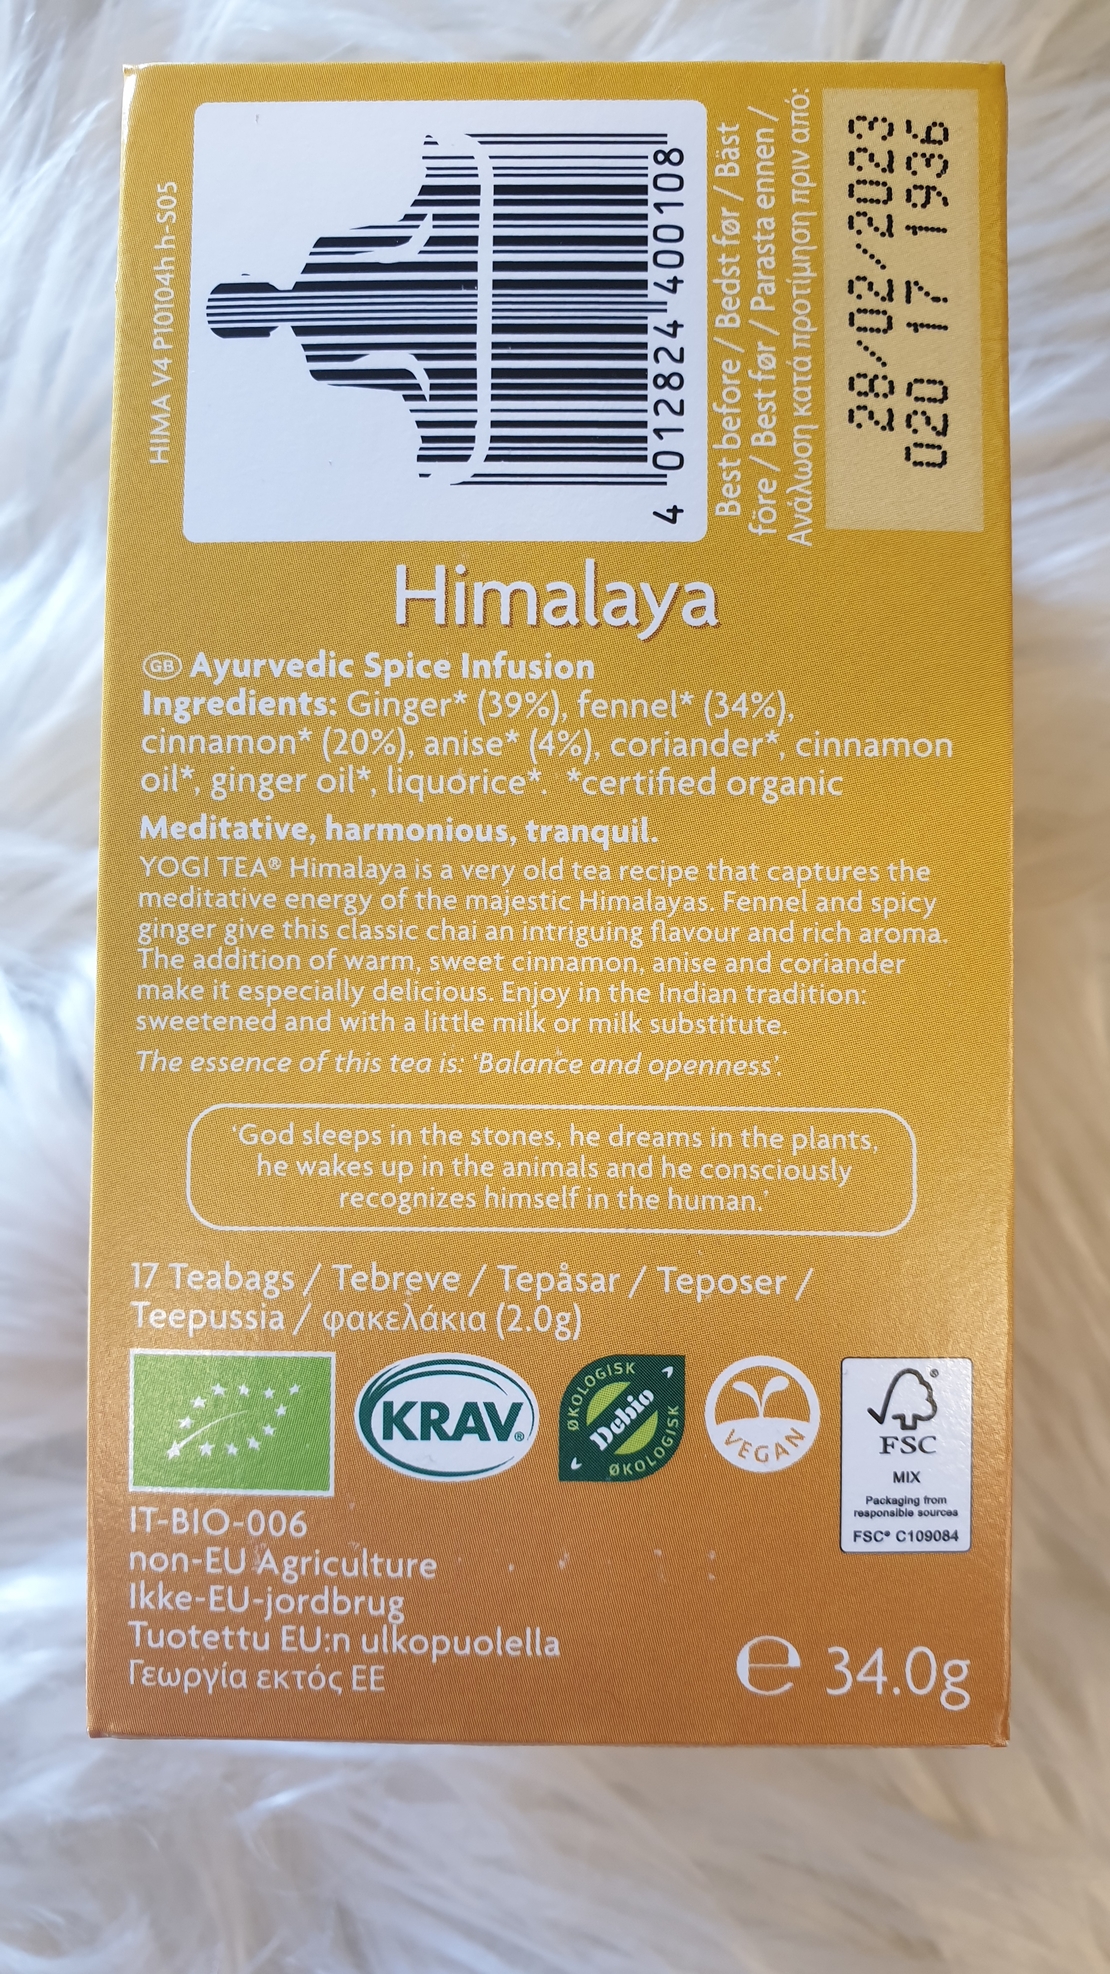 HIMA V4 P10104h h-S05
4 012824 400108
Best before / Bedst før / Bäst
före / Best før / Parasta ennen /
Ανάλωση κατά προτίμηση πριν από:
28/02/2023
020 17 1936
Himalaya
GB Ayurvedic Spice Infusion
Ingredients: Ginger* (39%), fennel* (34%),
cinnamon* (20%), anise* (4%), coriander*, cinnamon
oil*, ginger oil*, liquorice*. *certified organic
Meditative, harmonious, tranquil.
YOGI TEA® Himalaya is a very old tea recipe that captures the
meditative energy of the majestic Himalayas. Fennel and spicy
ginger give this classic chai an intriguing flavour and rich aroma.
The addition of warm, sweet cinnamon, anise and coriander
make it especially delicious. Enjoy in the Indian tradition:
sweetened and with a little milk or milk substitute.
The essence of this tea is: ‘Balance and openness’.
‘God sleeps in the stones, he dreams in the plants,
he wakes up in the animals and he consciously
recognizes himself in the human.’
17 Teabags / Tebreve / Tepåsar / Teposer /
Teepussia / φακελάκια (2.0g)
KRAV®
ØKOLOGISK
Debio
ØKOLOGISK
VEGAN
FSC
MIX
Packaging from
responsible sources
FSC® C109084
IT-BIO-006
non-EU Agriculture
Ikke-EU-jordbrug
Tuotettu EU:n ulkopuolella
Γεωργία εκτός ΕΕ
℮ 34.0g